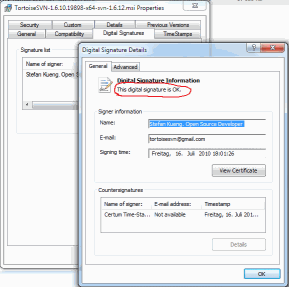 TortoiseSVN-1.6.10.19898-x64-svn-1.6.12.msi Properties
Security Custom Details Previous Versions
General Compatibility Digital Signatures TimeStamps
Signature list
Name of signer:
Stefan Kueng, Open Sour
Digital Signature Details
General Advanced
Digital Signature Information
This digital signature is OK.
Signer information
Name: Stefan Kueng, Open Source Developer
E-mail: tortoisesvn@gmail.com
Signing time: Freitag, 16. Juli 2010 18:01:26
View Certificate
Countersignatures
Name of signer: E-mail address: Timestamp
Certum Time-Sta... Not available Freitag, 16. Juli 201...
Details
OK